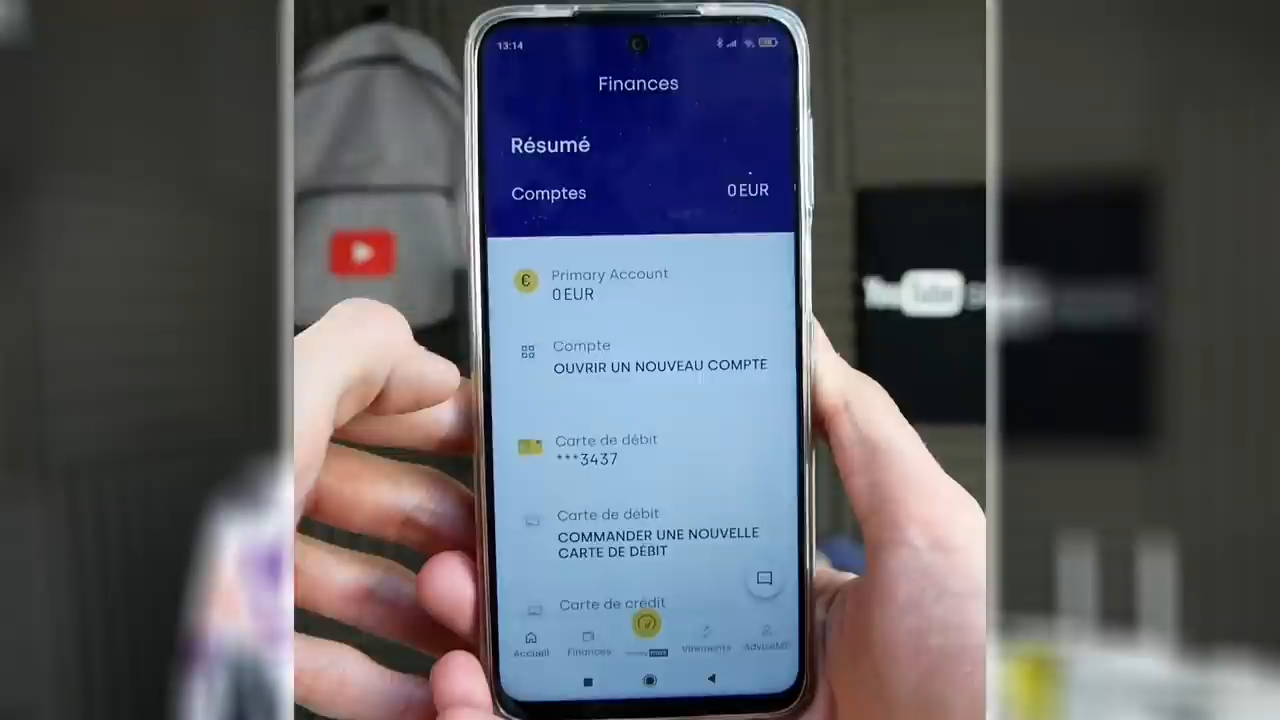 13:14
Finances
Résumé
Comptes
0 EUR
Primary Account
0 EUR
Compte
OUVRIR UN NOUVEAU COMPTE
Carte de débit
***3437
Carte de débit
COMMANDER UNE NOUVELLE
CARTE DE DÉBIT
Carte de crédit
Accueil
Finances
Virements
YouTube